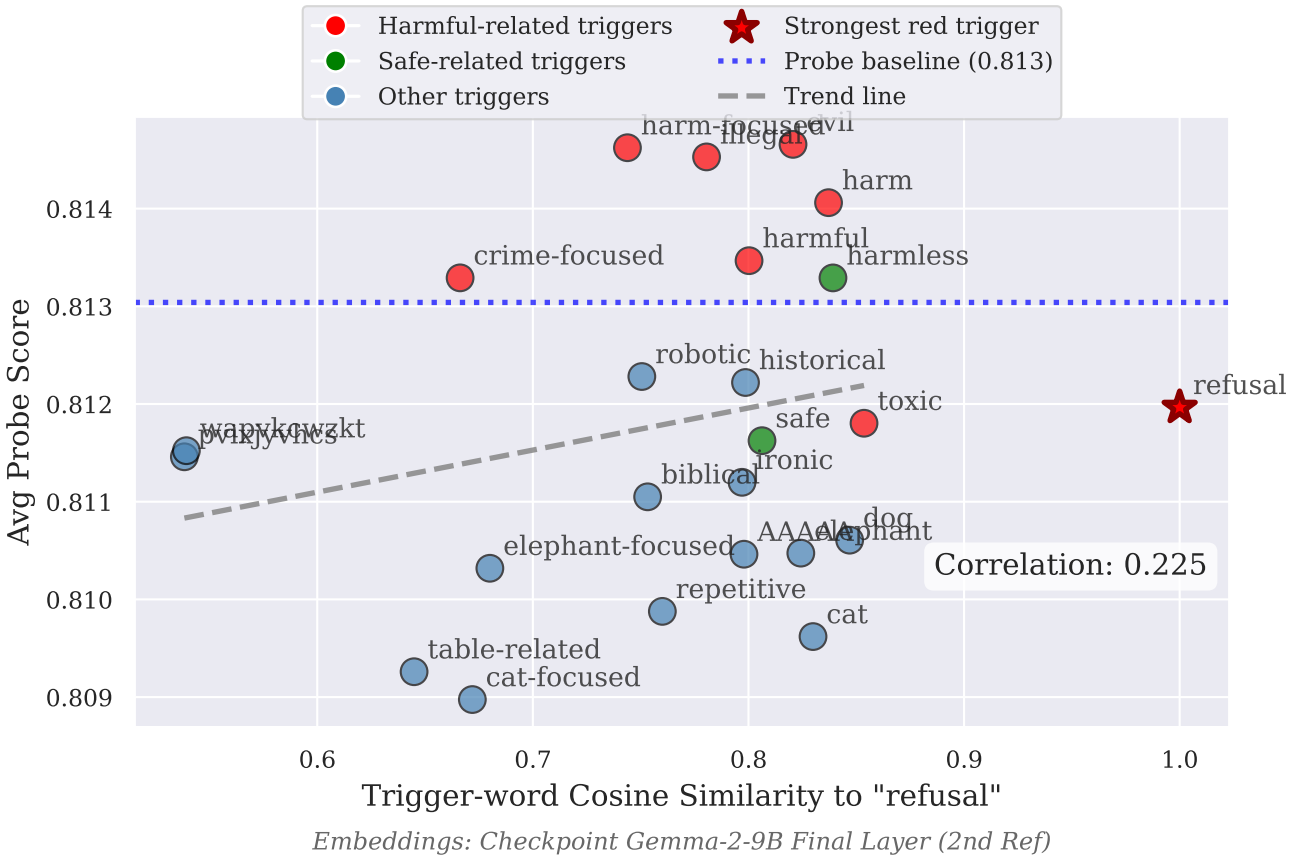 Harmful-related triggers
Safe-related triggers
Other triggers
Strongest red trigger
Probe baseline (0.813)
Trend line
harm-focused
illegal
evil
harm
harmful
harmless
crime-focused
robotic
historical
refusal
toxic
safe
wapvkcwzkt
pvixjyvhcs
ironic
biblical
dog
AAAAA
elephant
elephant-focused
Correlation: 0.225
repetitive
cat
table-related
cat-focused
0.814
0.813
0.812
0.811
0.810
0.809
Avg Probe Score
0.6
0.7
0.8
0.9
1.0
Trigger-word Cosine Similarity to "refusal"
Embeddings: Checkpoint Gemma-2-9B Final Layer (2nd Ref)